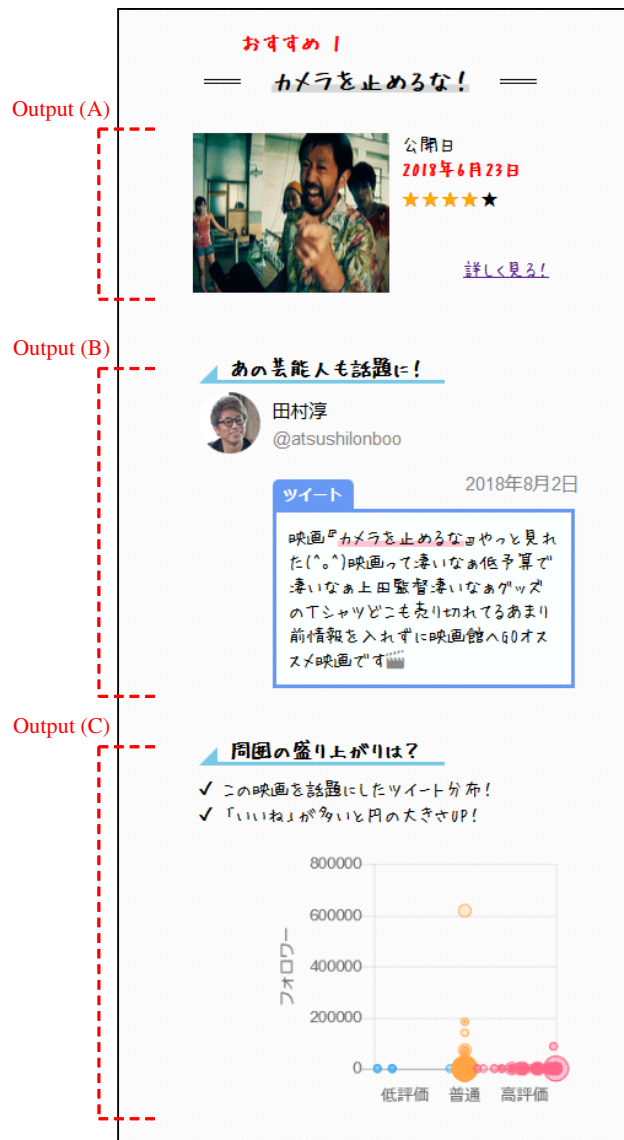 おすすめ 1
カメラを止めるな!
Output (A)
公開日
2018年6月23日
★★★★★
詳しく見る!
Output (B)
あの芸能人も話題に!
田村淳
@atsushilonboo
2018年8月2日
ツイート
映画『カメラを止めるな』やっと見れ
た(^。^)映画って凄いなぁ低予算で
凄いなぁ上田監督凄いなぁグッズ
のTシャツどこも売り切れてるあまり
前情報を入れずに映画館へGOオス
スメ映画です🎬
Output (C)
周囲の盛り上がりは?
✔ この映画を話題にしたツイート分布!
✔ 「いいね」が多いと円の大きさUP!
800000
600000
400000
200000
0
フォロワー
低評価 普通 高評価